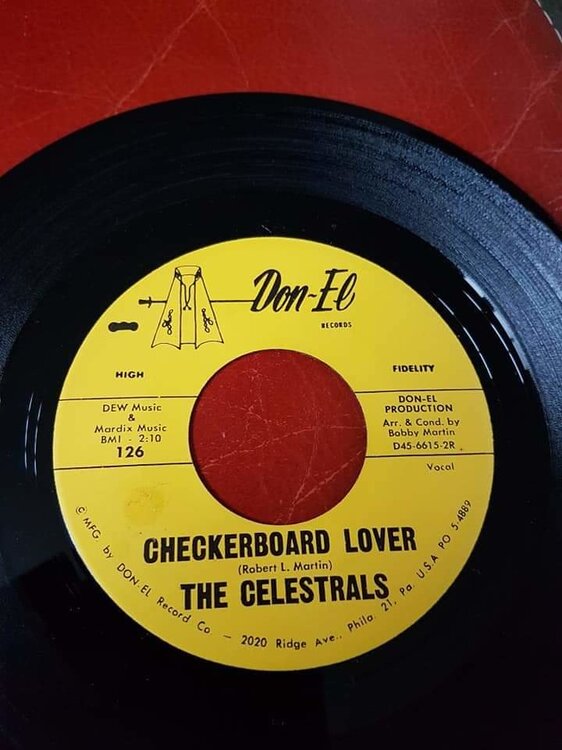 Don-El
RECORDS
HIGH
FIDELITY
DEW Music
&
Mardix Music
BMI - 2:10
126
DON-EL
PRODUCTION
Arr. & Cond. by
Bobby Martin
D45-6615-2R
Vocal
CHECKERBOARD LOVER
(Robert L. Martin)
THE CELESTRALS
© MFG. by DON-EL Record Co — 2020 Ridge Ave., Phila. 21, Pa. U.S.A PO 5-4889